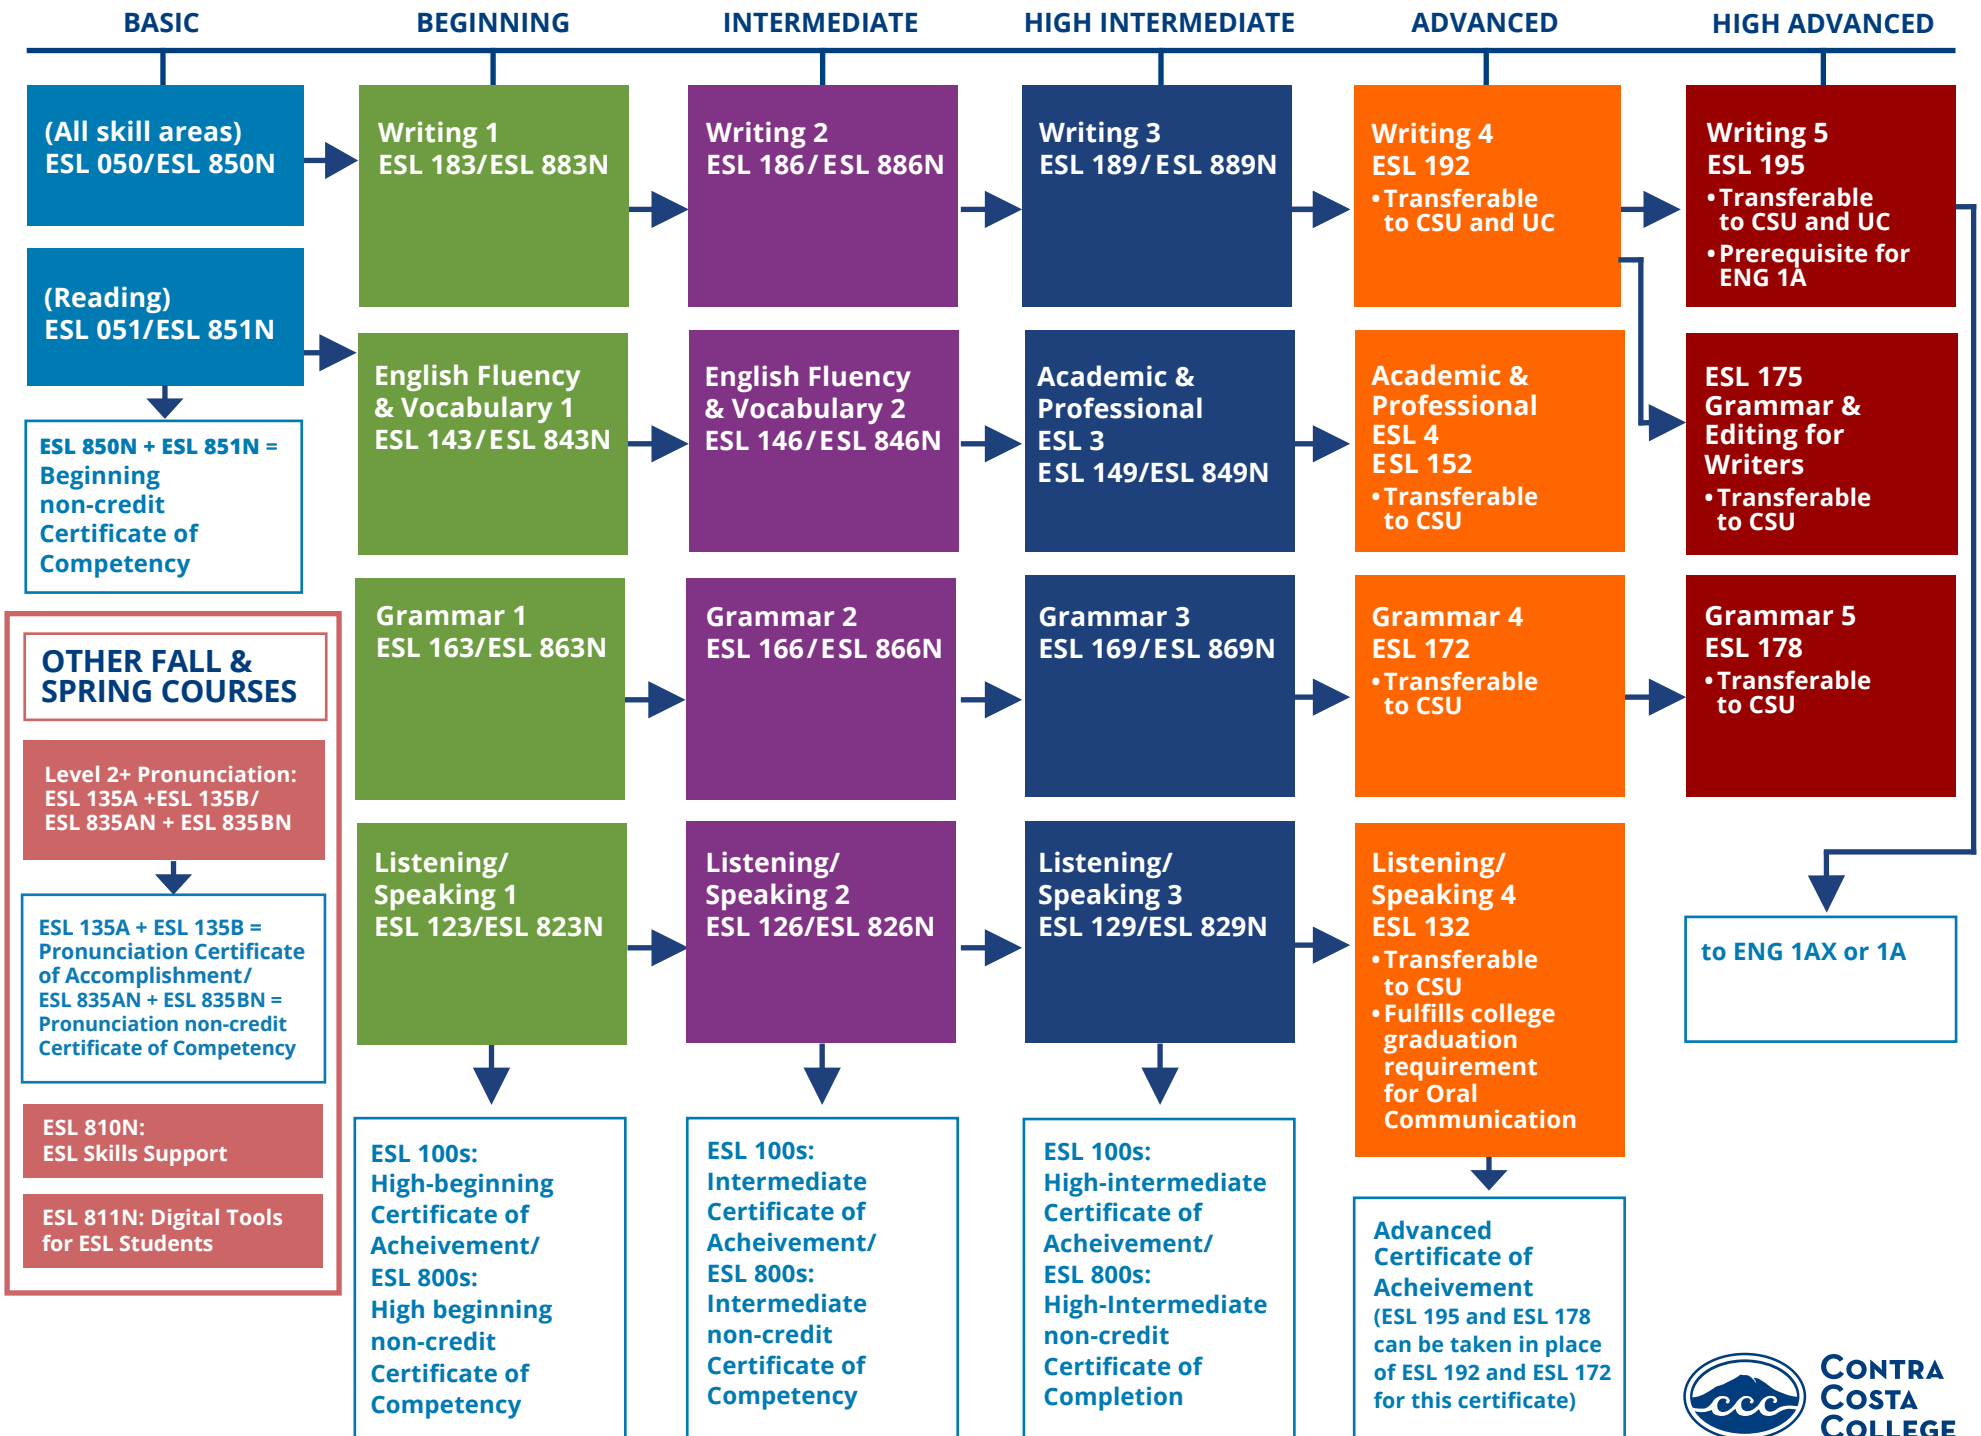 BASIC
BEGINNING
INTERMEDIATE
HIGH INTERMEDIATE
ADVANCED
HIGH ADVANCED
(All skill areas)
ESL 050/ESL 850N
(Reading)
ESL 051/ESL 851N
ESL 850N + ESL 851N =
Beginning
non-credit
Certificate of
Competency
OTHER FALL &
SPRING COURSES
Level 2+ Pronunciation:
ESL 135A +ESL 135B/
ESL 835AN + ESL 835BN
ESL 135A + ESL 135B =
Pronunciation Certificate
of Accomplishment/
ESL 835AN + ESL 835BN =
Pronunciation non-credit
Certificate of Competency
ESL 810N:
ESL Skills Support
ESL 811N: Digital Tools
for ESL Students
Writing 1
ESL 183/ESL 883N
English Fluency
& Vocabulary 1
ESL 143/ESL 843N
Grammar 1
ESL 163/ESL 863N
Listening/
Speaking 1
ESL 123/ESL 823N
ESL 100s:
High-beginning
Certificate of
Acheivement/
ESL 800s:
High beginning
non-credit
Certificate of
Competency
Writing 2
ESL 186/ESL 886N
English Fluency
& Vocabulary 2
ESL 146/ESL 846N
Grammar 2
ESL 166/ESL 866N
Listening/
Speaking 2
ESL 126/ESL 826N
ESL 100s:
Intermediate
Certificate of
Acheivement/
ESL 800s:
Intermediate
non-credit
Certificate of
Competency
Writing 3
ESL 189/ESL 889N
Academic &
Professional
ESL 3
ESL 149/ESL 849N
Grammar 3
ESL 169/ESL 869N
Listening/
Speaking 3
ESL 129/ESL 829N
ESL 100s:
High-intermediate
Certificate of
Acheivement/
ESL 800s:
High-Intermediate
non-credit
Certificate of
Completion
Writing 4
ESL 192
• Transferable
to CSU and UC
Academic &
Professional
ESL 4
ESL 152
• Transferable
to CSU
Grammar 4
ESL 172
• Transferable
to CSU
Listening/
Speaking 4
ESL 132
• Transferable
to CSU
• Fulfills college
graduation
requirement
for Oral
Communication
Advanced
Certificate of
Acheivement
(ESL 195 and ESL 178
can be taken in place
of ESL 192 and ESL 172
for this certificate)
Writing 5
ESL 195
• Transferable
to CSU and UC
• Prerequisite for
ENG 1A
ESL 175
Grammar &
Editing for
Writers
• Transferable
to CSU
Grammar 5
ESL 178
• Transferable
to CSU
to ENG 1AX or 1A
ccc
CONTRA
COSTA
COLLEGE